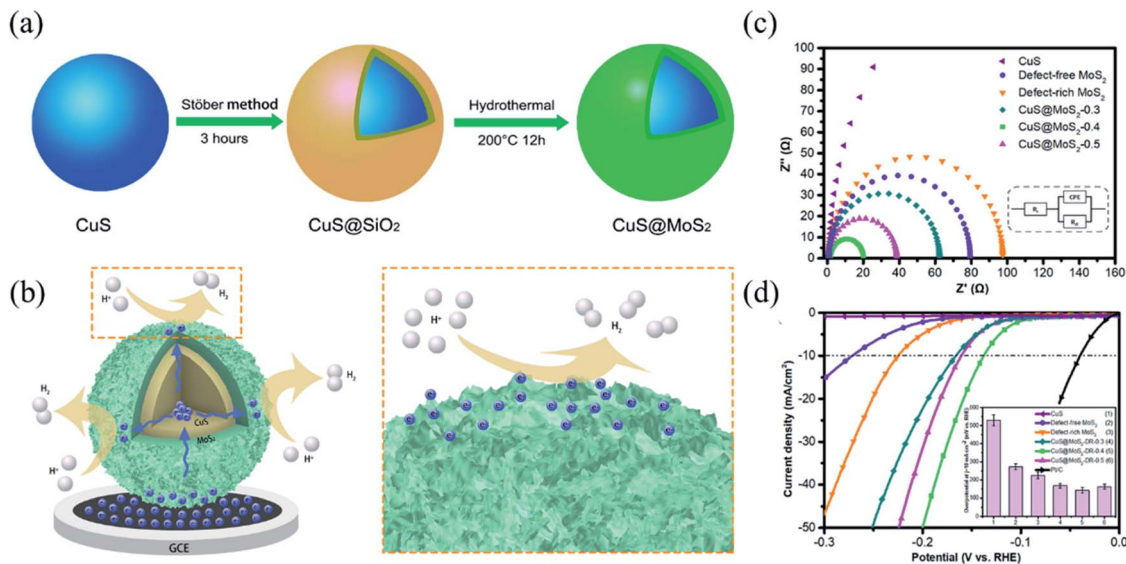 (a)
Stöber method
3 hours
Hydrothermal
200°C 12h
CuS
CuS@SiO₂
CuS@MoS₂
(b)
H⁺
H₂
H₂
H₂
H⁺
H⁺
CuS
MoS₂
GCE
H⁺
H₂
(c)
100
90
80
70
60
50
40
30
20
10
0
Z'' (Ω)
CuS
Defect-free MoS₂
Defect-rich MoS₂
CuS@MoS₂-0.3
CuS@MoS₂-0.4
CuS@MoS₂-0.5
CPE
0 20 40 60 80 100 120 140 160
Z' (Ω)
(d)
0
-10
-20
-30
-40
-50
Current density (mA/cm²)
CuS (1)
Defect-free MoS₂ (2)
Defect-rich MoS₂ (3)
CuS@MoS₂-DR-0.3 (4)
CuS@MoS₂-DR-0.4 (5)
CuS@MoS₂-DR-0.5 (6)
Pt/C
1 2 3 4 5 6
-0.3 -0.2 -0.1 0.0
Potential (V vs. RHE)